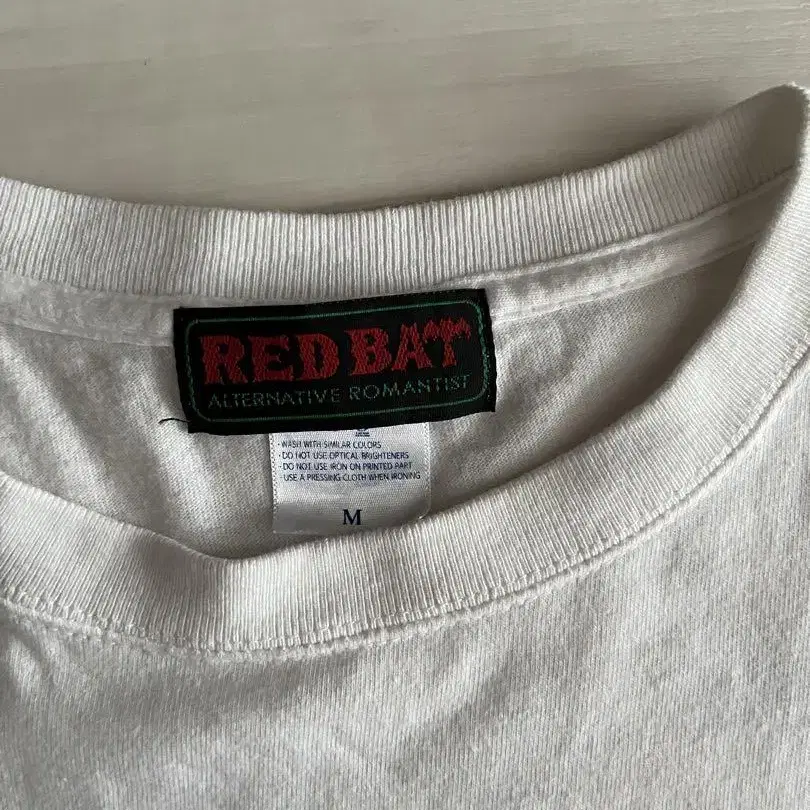 RED BAT
ALTERNATIVE ROMANTIST
· WASH WITH SIMILAR COLORS
· DO NOT USE OPTICAL BRIGHTENERS
· DO NOT USE IRON ON PRINTED PART
· USE A PRESSING CLOTH WHEN IRONING
M